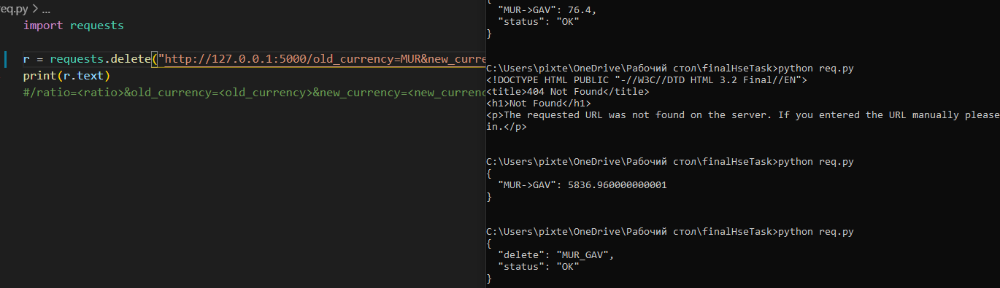 req.py > ...
import requests
r = requests.delete("http://127.0.0.1:5000/old_currency=MUR&new_curre
print(r.text)
#/ratio=<ratio>&old_currency=<old_currency>&new_currency=<new_currenc
{
"MUR->GAV": 76.4,
"status": "OK"
}
C:\Users\pixte\OneDrive\Рабочий стол\finalHseTask>python req.py
<!DOCTYPE HTML PUBLIC "-//W3C//DTD HTML 3.2 Final//EN">
<title>404 Not Found</title>
<h1>Not Found</h1>
<p>The requested URL was not found on the server. If you entered the URL manually please
in.</p>
C:\Users\pixte\OneDrive\Рабочий стол\finalHseTask>python req.py
{
"MUR->GAV": 5836.960000000001
}
C:\Users\pixte\OneDrive\Рабочий стол\finalHseTask>python req.py
{
"delete": "MUR_GAV",
"status": "OK"
}